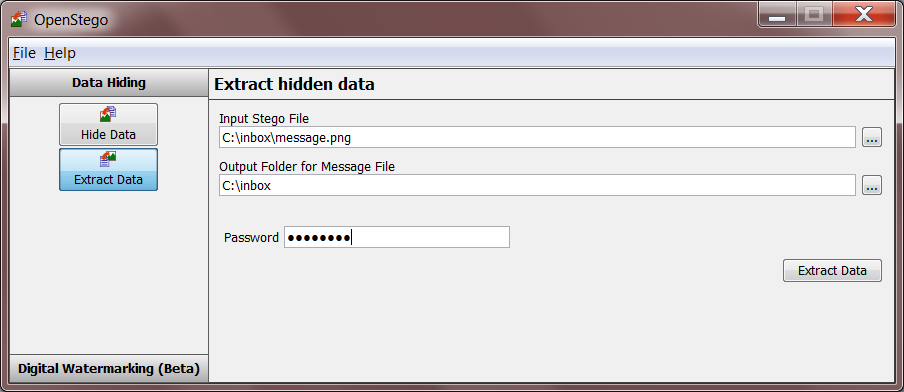 OpenStego
File Help
Data Hiding
Hide Data
Extract Data
Digital Watermarking (Beta)
Extract hidden data
Input Stego File
C:\inbox\message.png
...
Output Folder for Message File
C:\inbox
...
Password ●●●●●●●●
Extract Data